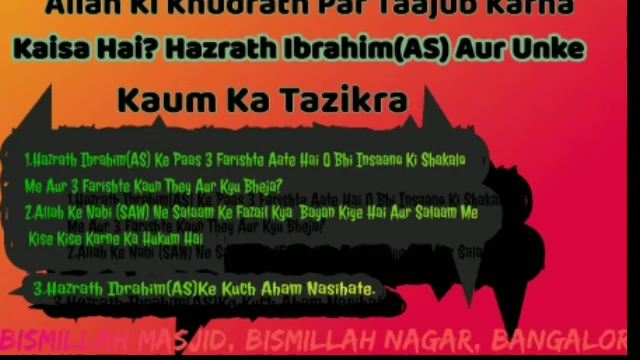 Allah Ki Khudrath Par Taajub Karna
Kaisa Hai? Hazrath Ibrahim(AS) Aur Unke
Kaum Ka Tazikra
1.Hazrath Ibrahim(AS) Ke Paas 3 Farishte Aate Hai O Bhi Insaano Ki Shakalo
Me Aur 3 Farishte Kaun They Aur Kyu Bheja?
2.Allah Ke Nabi (SAW) Ne Salaam Ke Fazail Kya Bayan Kiye Hai Aur Salaam Me
Kise Kise Karne Ka Hukum Hai
3.Hazrath Ibrahim(AS)Ke Kuch Aham Nasihate.
BISMILLAH MASJID, BISMILLAH NAGAR, BANGALOR